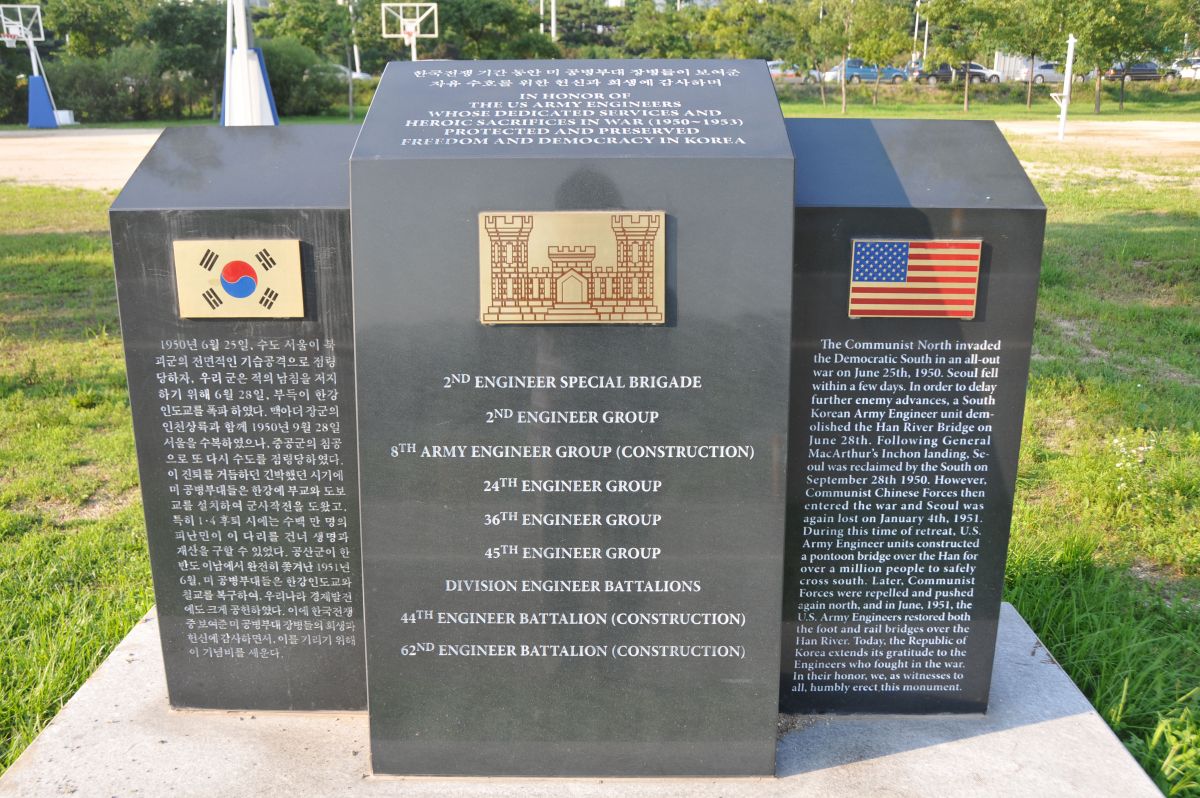 한국전쟁 기간 동안 미 공병부대 장병들이 보여준
자유 수호를 위한 헌신과 희생에 감사하며
IN HONOR OF
THE US ARMY ENGINEERS
WHOSE DEDICATED SERVICES AND
HEROIC SACRIFICES IN WAR (1950~1953)
PROTECTED AND PRESERVED
FREEDOM AND DEMOCRACY IN KOREA
1950년 6월 25일, 수도 서울이 북
괴군의 전면적인 기습공격으로 점령
당하자, 우리 군은 적의 남침을 저지
하기 위해 6월 28일, 부득이 한강
인도교를 폭파 하였다. 맥아더 장군의
인천상륙과 함께 1950년 9월 28일
서울을 수복하였으나, 중공군의 침공
으로 또 다시 수도를 점령당하였다.
이 진퇴를 거듭하던 긴박했던 시기에
미 공병부대들은 한강에 부교와 도보
교를 설치하여 군사작전을 도왔고,
특히 1·4 후퇴 시에는 수백 만 명의
피난민이 이 다리를 건너 생명과
재산을 구할 수 있었다. 공산군이 한
반도 이남에서 완전히 쫓겨난 1951년
6월, 미 공병부대들은 한강인도교와
철교를 복구하여, 우리나라 경제발전
에도 크게 공헌하였다. 이에 한국전쟁
중 보여준 미 공병부대 장병들의 희생과
헌신에 감사하면서, 이를 기리기 위해
이 기념비를 세운다.
2ND ENGINEER SPECIAL BRIGADE
2ND ENGINEER GROUP
8TH ARMY ENGINEER GROUP (CONSTRUCTION)
24TH ENGINEER GROUP
36TH ENGINEER GROUP
45TH ENGINEER GROUP
DIVISION ENGINEER BATTALIONS
44TH ENGINEER BATTALION (CONSTRUCTION)
62ND ENGINEER BATTALION (CONSTRUCTION)
The Communist North invaded
the Democratic South in an all-out
war on June 25th, 1950. Seoul fell
within a few days. In order to delay
further enemy advances, a South
Korean Army Engineer unit dem-
olished the Han River Bridge on
June 28th. Following General
MacArthur's Inchon landing, Se-
oul was reclaimed by the South on
September 28th 1950. However,
Communist Chinese Forces then
entered the war and Seoul was
again lost on January 4th, 1951.
During this time of retreat, U.S.
Army Engineer units constructed
a pontoon bridge over the Han for
over a million people to safely
cross south. Later, Communist
Forces were repelled and pushed
again north, and in June, 1951, the
U.S. Army Engineers restored both
the foot and rail bridges over the
Han River. Today, the Republic of
Korea extends its gratitude to the
Engineers who fought in the war.
In their honor, we, as witnesses to
all, humbly erect this monument.